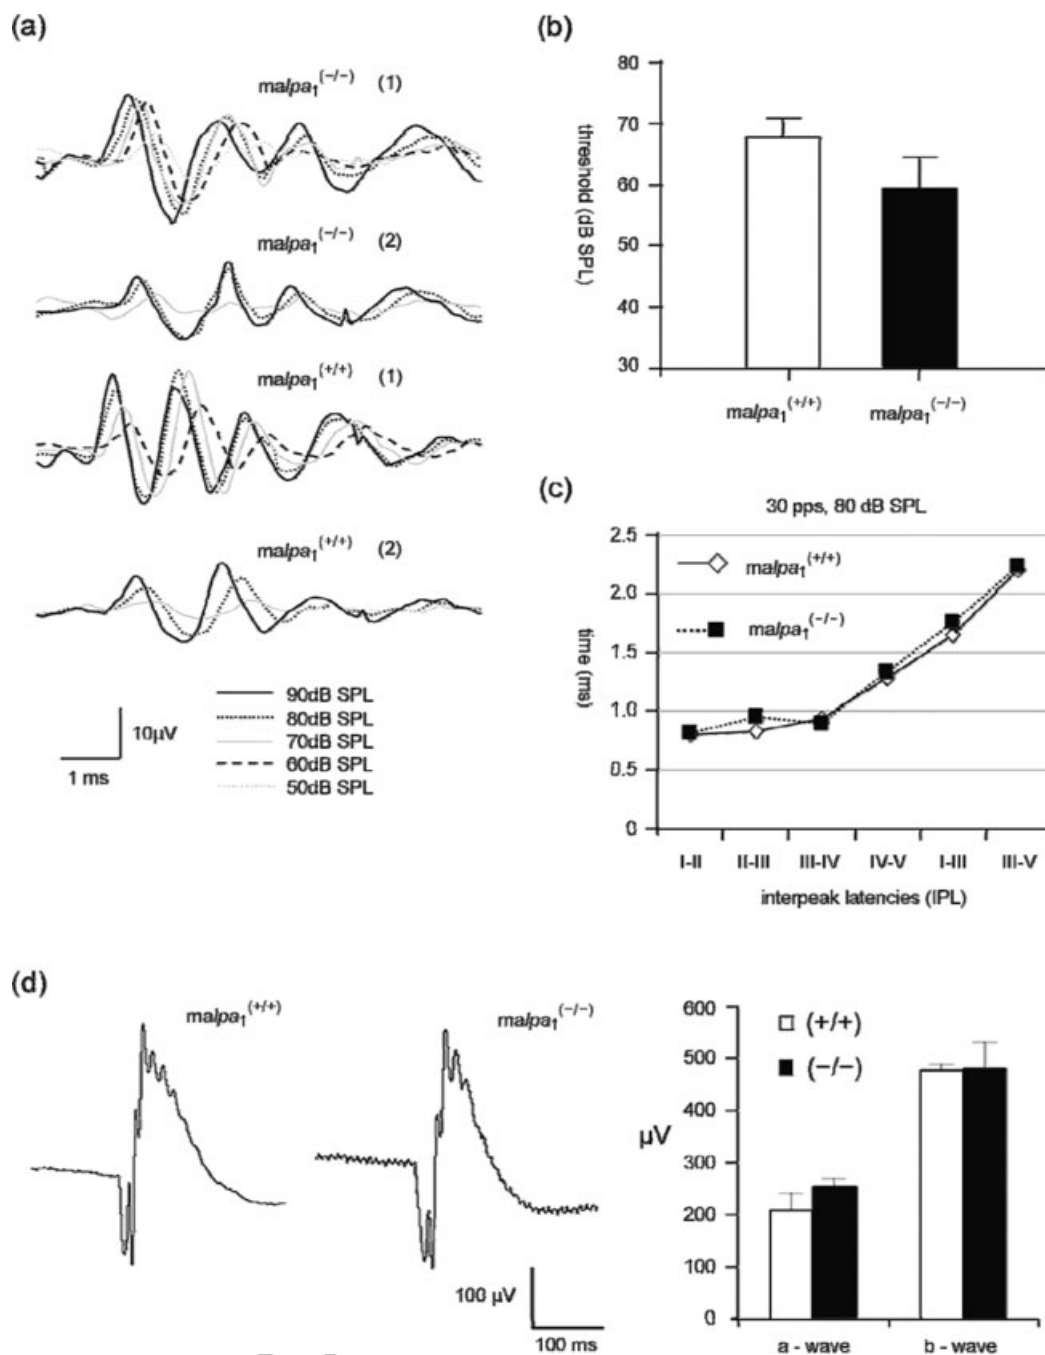 (a)
malpa₁(−/−) (1)
malpa₁(−/−) (2)
malpa₁(+/+) (1)
malpa₁(+/+) (2)
10µV
1 ms
90dB SPL
80dB SPL
70dB SPL
60dB SPL
50dB SPL
(b)
threshold (dB SPL)
80
70
60
50
40
30
malpa₁(+/+) malpa₁(−/−)
(c)
30 pps, 80 dB SPL
time (ms)
2.5
2.0
1.5
1.0
0.5
0
malpa₁(+/+)
malpa₁(−/−)
I-II II-III III-IV IV-V I-III III-V
interpeak latencies (IPL)
(d)
malpa₁(+/+)
malpa₁(−/−)
100 µV
100 ms
µV
600
500
400
300
200
100
0
(+/+)
(−/−)
a - wave b - wave